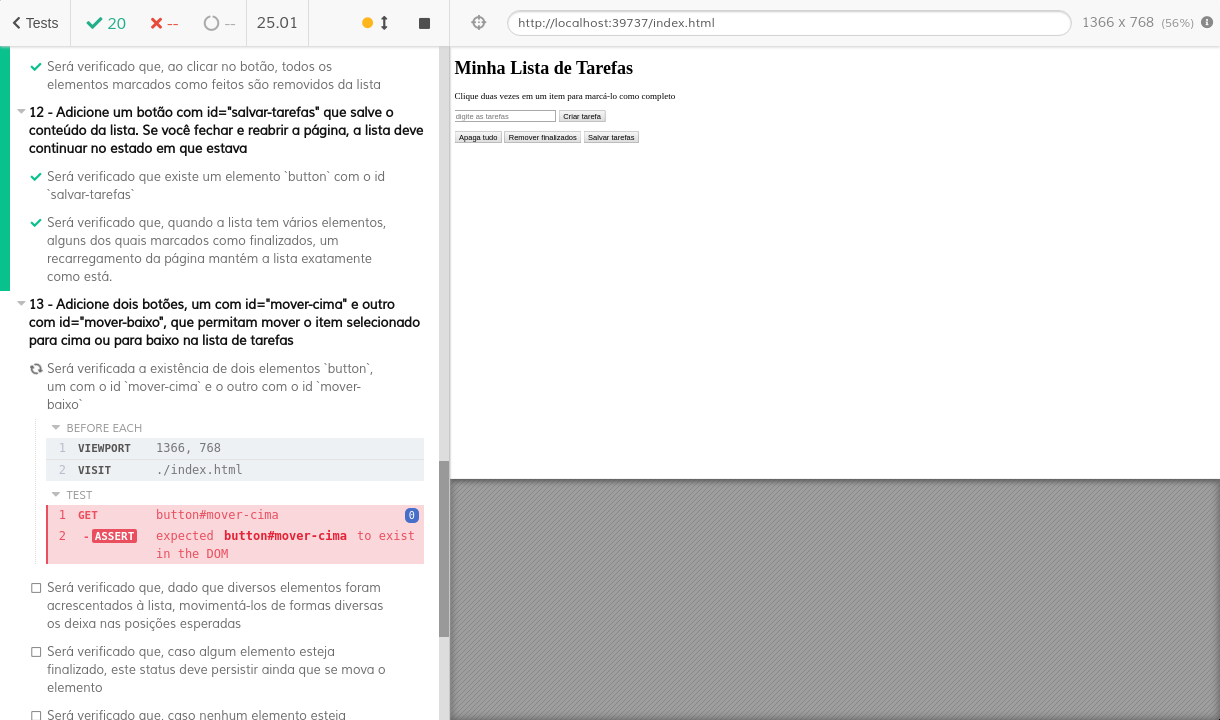 Tests
20
--
--
25.01
http://localhost:39737/index.html
1366 x 768 (56%)
Será verificado que, ao clicar no botão, todos os
elementos marcados como feitos são removidos da lista
12 - Adicione um botão com id="salvar-tarefas" que salve o
conteúdo da lista. Se você fechar e reabrir a página, a lista deve
continuar no estado em que estava
Será verificado que existe um elemento `button` com o id
`salvar-tarefas`
Será verificado que, quando a lista tem vários elementos,
alguns dos quais marcados como finalizados, um
recarregamento da página mantém a lista exatamente
como está.
13 - Adicione dois botões, um com id="mover-cima" e outro
com id="mover-baixo", que permitam mover o item selecionado
para cima ou para baixo na lista de tarefas
Será verificada a existência de dois elementos `button`,
um com o id `mover-cima` e o outro com o id `mover-
baixo`
BEFORE EACH
1 VIEWPORT 1366, 768
2 VISIT ./index.html
TEST
1 GET button#mover-cima 0
2 - ASSERT expected button#mover-cima to exist
in the DOM
Será verificado que, dado que diversos elementos foram
acrescentados à lista, movimentá-los de formas diversas
os deixa nas posições esperadas
Será verificado que, caso algum elemento esteja
finalizado, este status deve persistir ainda que se mova o
elemento
Será verificado que, caso nenhum elemento esteja
Minha Lista de Tarefas
Clique duas vezes em um item para marcá-lo como completo
digite as tarefas Criar tarefa
Apaga tudo Remover finalizados Salvar tarefas